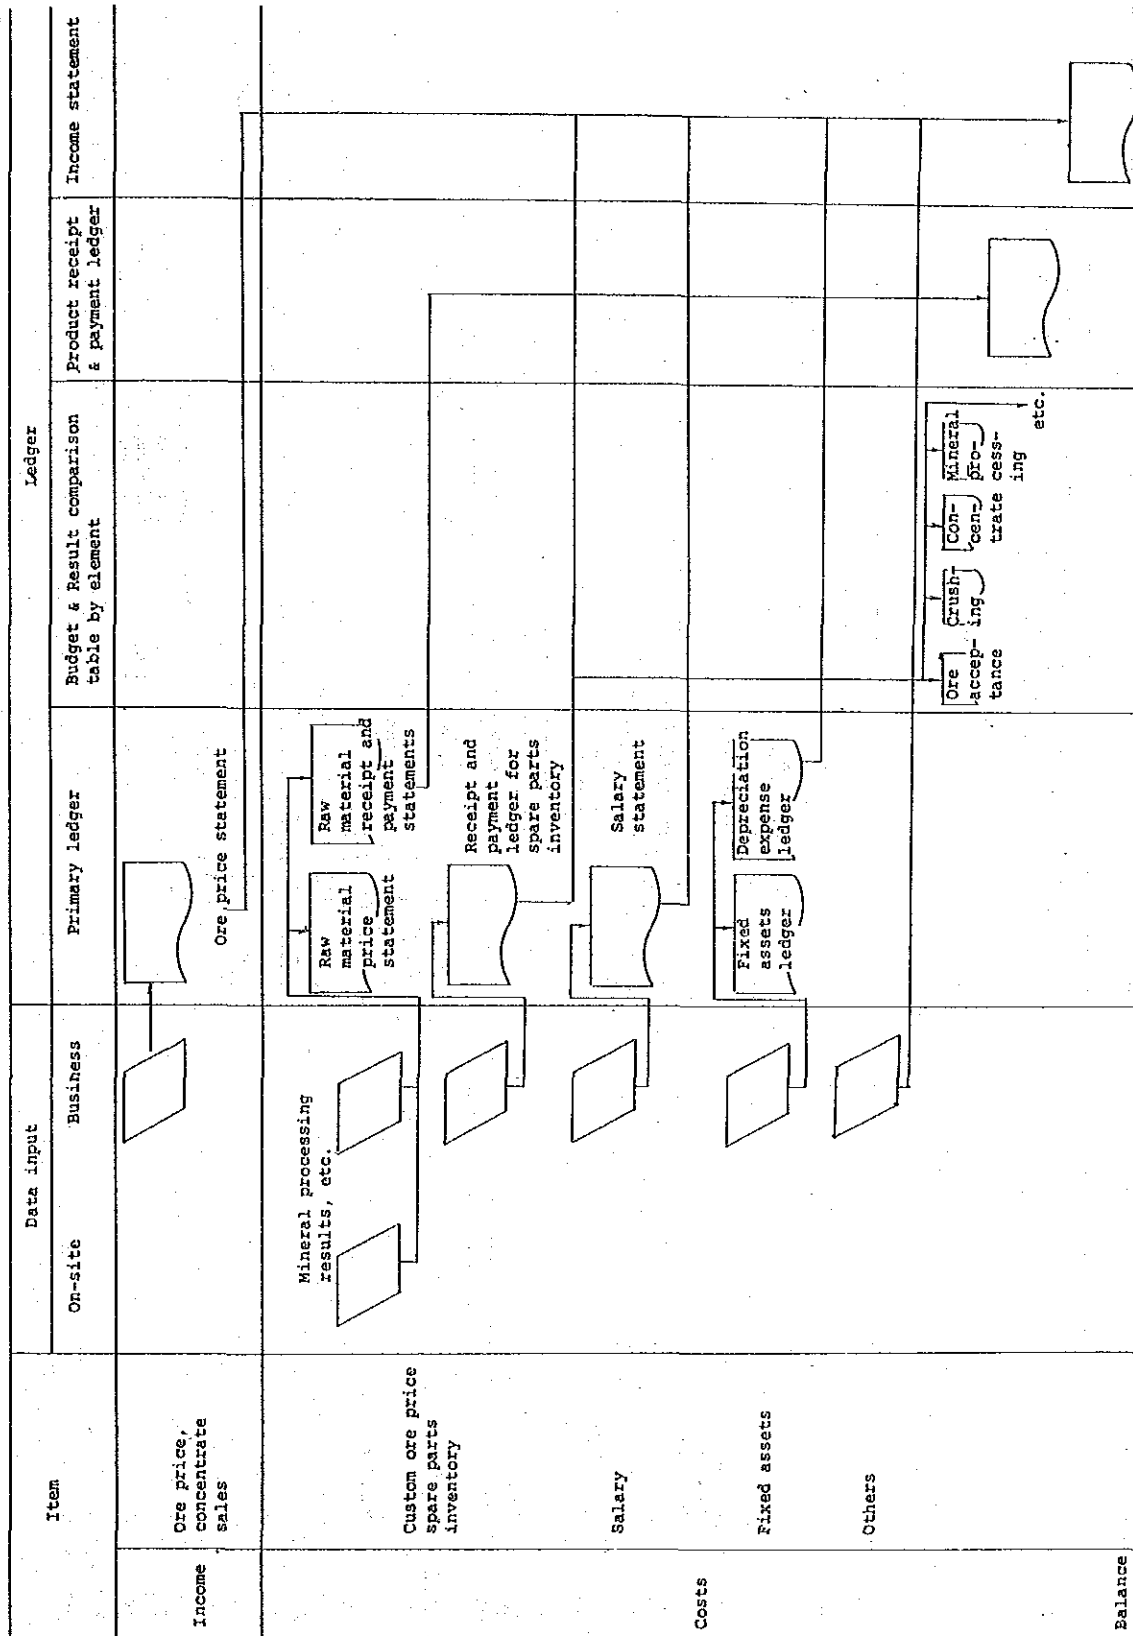 Item
Data input
Ledger
On-site
Business
Primary ledger
Budget & Result comparison
table by element
Product receipt
& payment ledger
Income statement
Income
Ore price,
concentrate
sales
Ore price statement
Costs
Custom ore price
spare parts
inventory
Mineral processing
results, etc.
Raw
material
price
statement
Raw
material
receipt and
payment
statements
Receipt and
payment
ledger for
spare parts
inventory
Salary
Salary
statement
Fixed assets
Fixed
assets
ledger
Depreciation
expense
ledger
Others
Ore
accep-
tance
Crush-
ing
Con-
cen-
trate
Mineral
pro-
cess-
ing
etc.
Balance